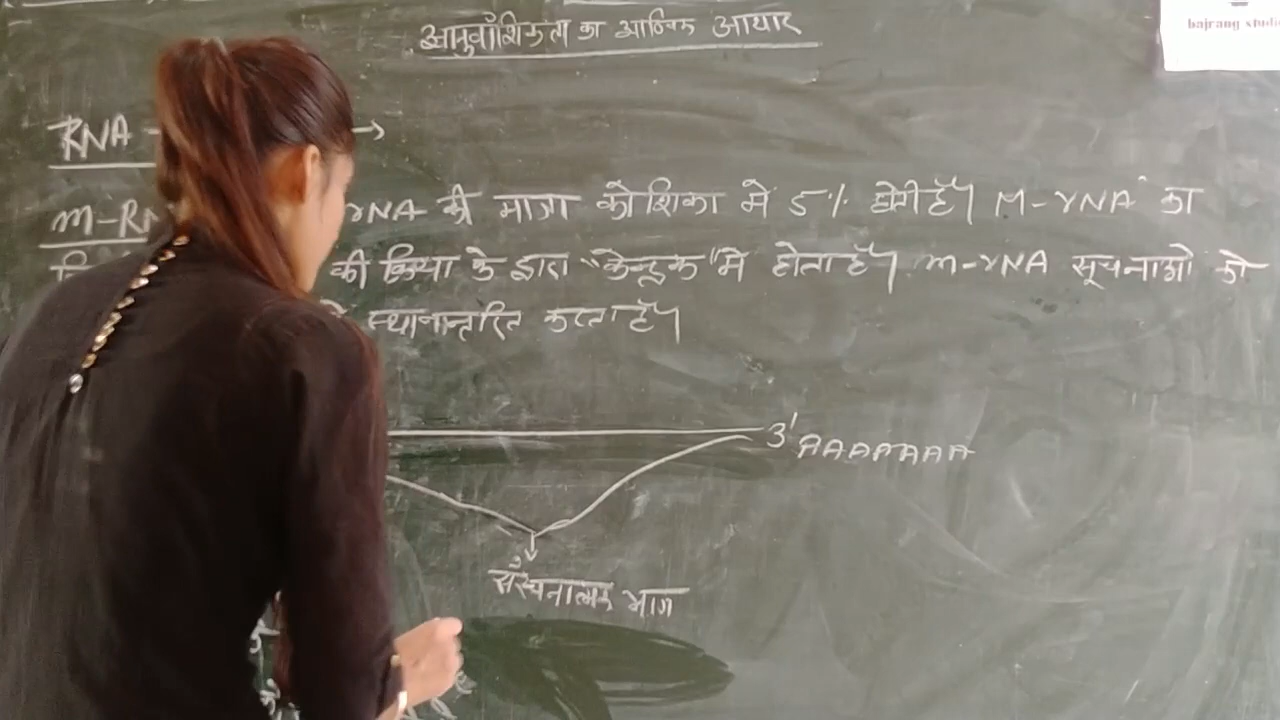 आनुवांशिकता का आण्विक आधार
bajrang studio
RNA
m-RN rNA की मात्रा कोशिका मे 5% होती है। M-rNA का
की क्रिया के द्वारा "केन्द्रक" मे होता है। m-rNA सूचनाओ को
स्थानान्तरित करता है।
3' AAAAAAA
संरचनात्मक भाग